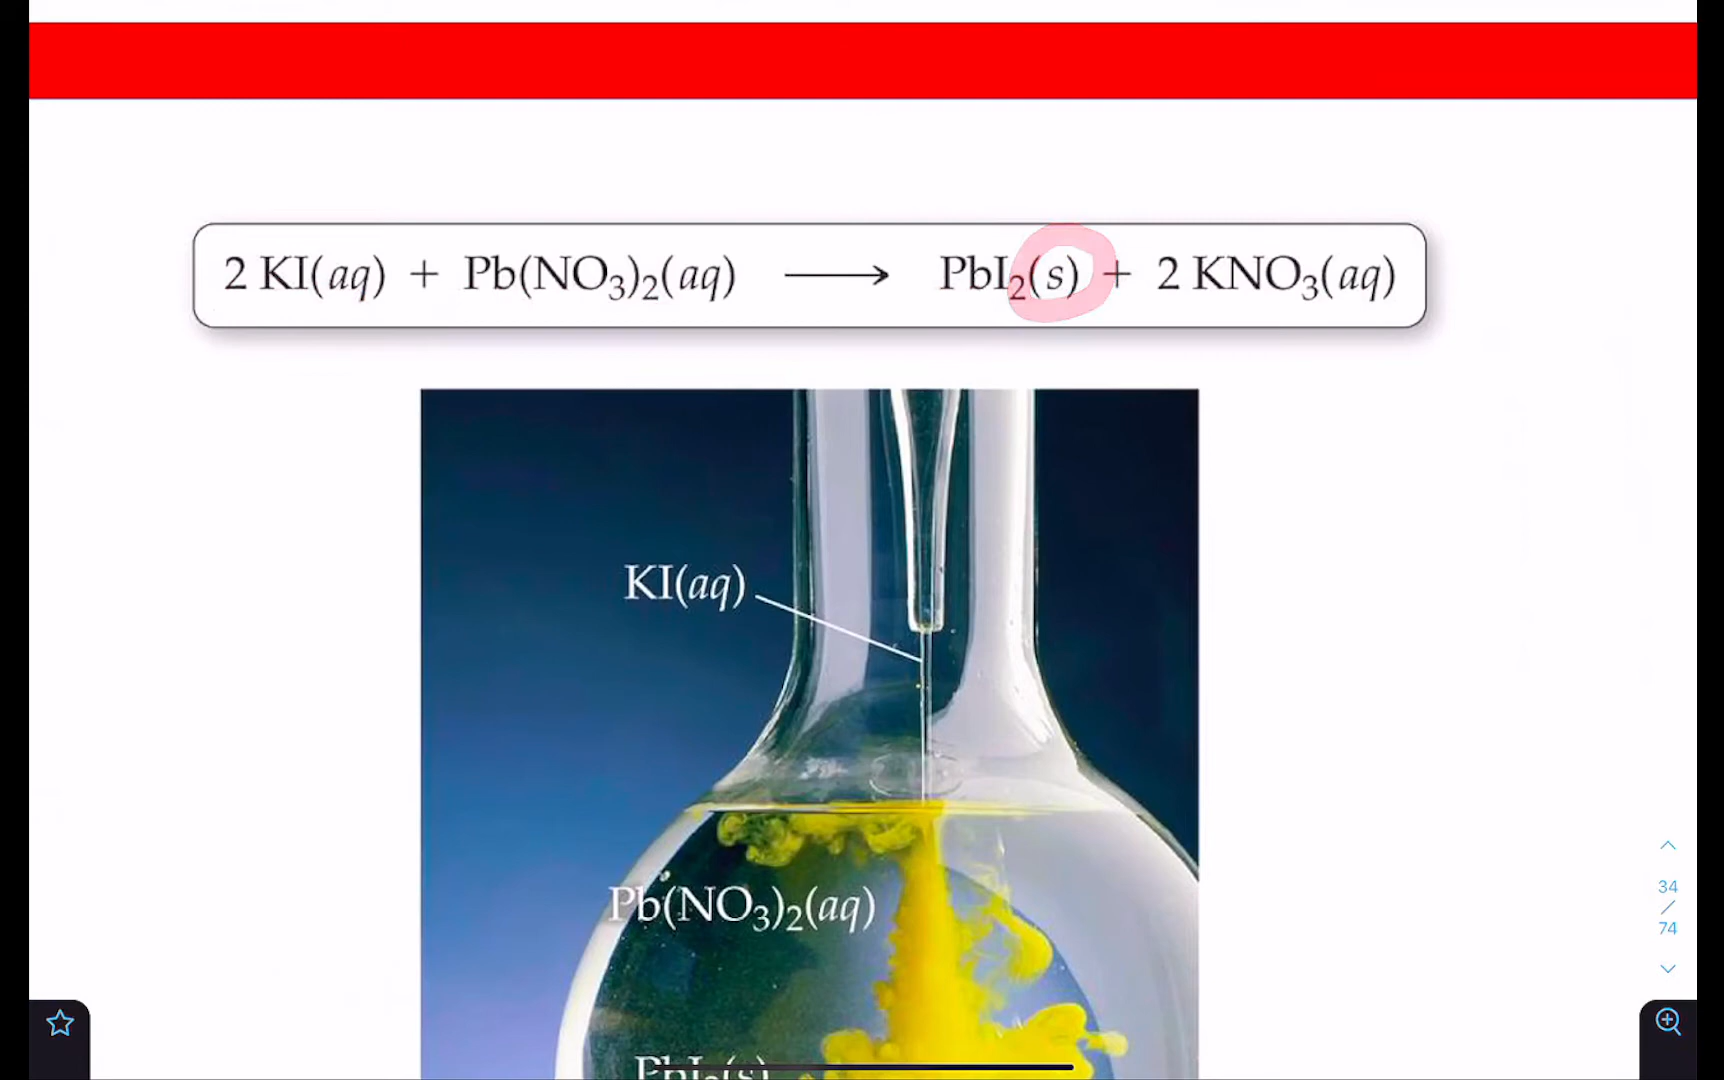 2 KI(aq) + Pb(NO₃)₂(aq) ⟶ PbI₂(s) + 2 KNO₃(aq)
KI(aq)
Pb(NO₃)₂(aq)
PbI₂(s)
34
/
74